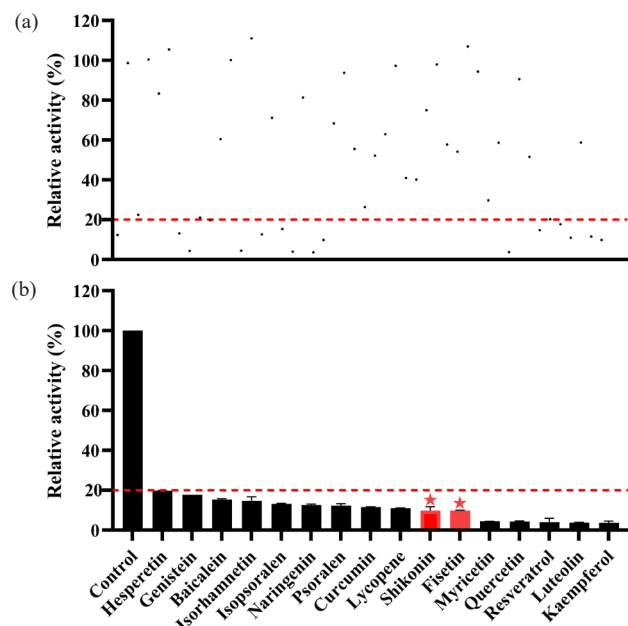 (a)
Relative activity (%)
120
100
80
60
40
20
0
(b)
Relative activity (%)
120
100
80
60
40
20
0
Control
Hesperetin
Genistein
Baicalein
Isorhamnetin
Isopsoralen
Naringenin
Psoralen
Curcumin
Lycopene
Shikonin
Fisetin
Myricetin
Quercetin
Resveratrol
Luteolin
Kaempferol